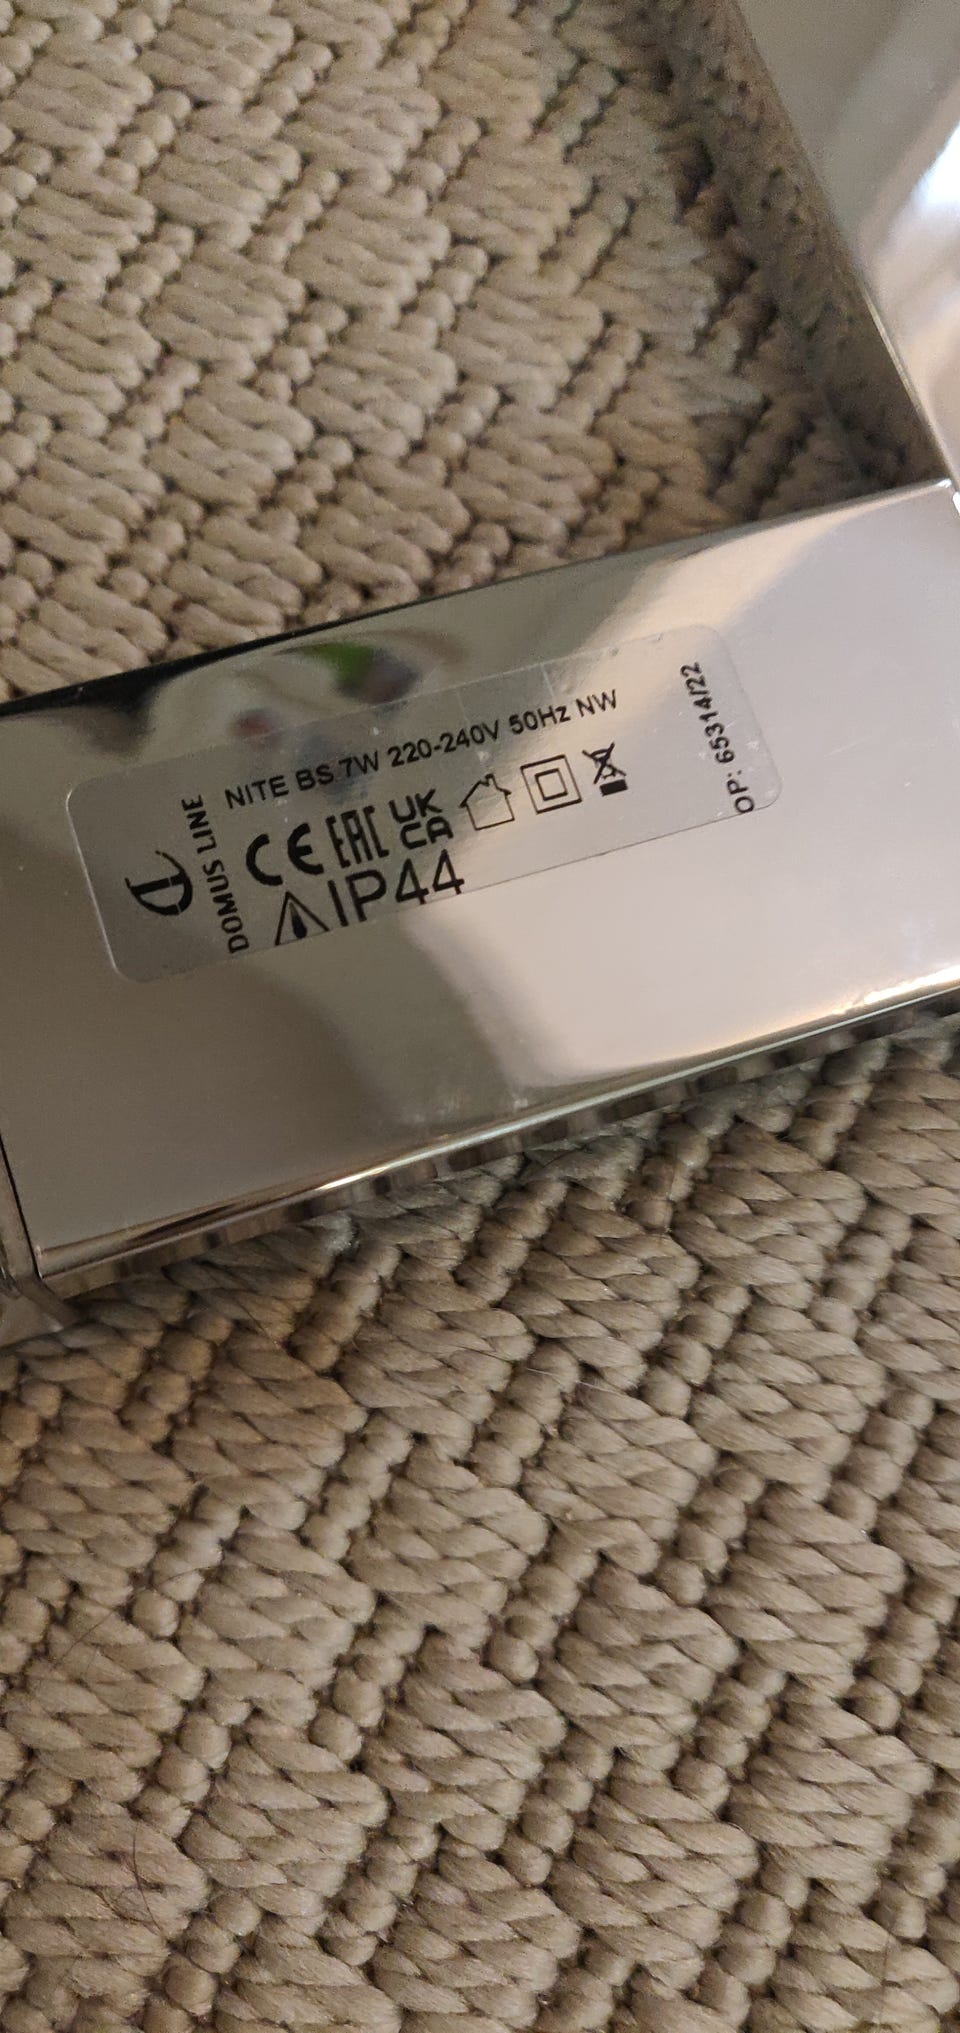 DOMUS LINE
NITE BS 7W 220-240V 50Hz NW
CE EAC UK
CA
IP44
OP: 65314/22